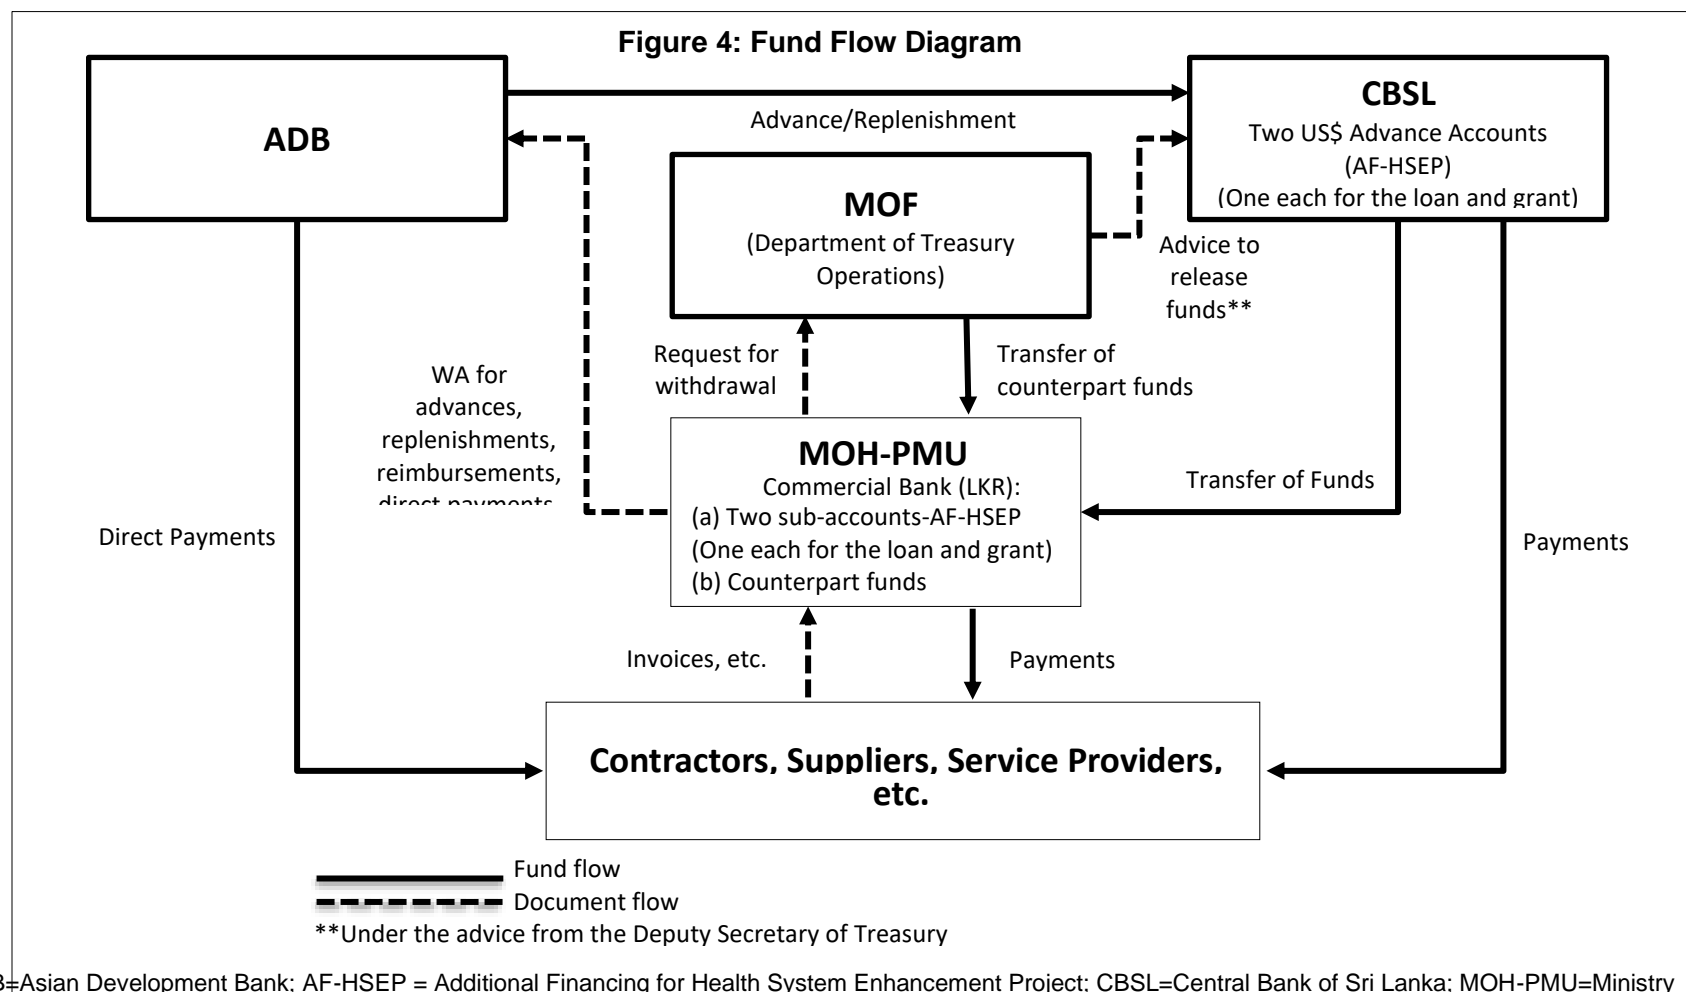 Figure 4: Fund Flow Diagram
ADB
Advance/Replenishment
CBSL
Two US$ Advance Accounts
(AF-HSEP)
(One each for the loan and grant)
MOF
(Department of Treasury
Operations)
Advice to
release
funds**
Request for
withdrawal
Transfer of
counterpart funds
WA for
advances,
replenishments,
reimbursements,
direct payments
MOH-PMU
Commercial Bank (LKR):
(a) Two sub-accounts-AF-HSEP
(One each for the loan and grant)
(b) Counterpart funds
Transfer of Funds
Direct Payments
Payments
Invoices, etc.
Payments
Contractors, Suppliers, Service Providers,
etc.
Fund flow
Document flow
**Under the advice from the Deputy Secretary of Treasury
=Asian Development Bank; AF-HSEP = Additional Financing for Health System Enhancement Project; CBSL=Central Bank of Sri Lanka; MOH-PMU=Ministry